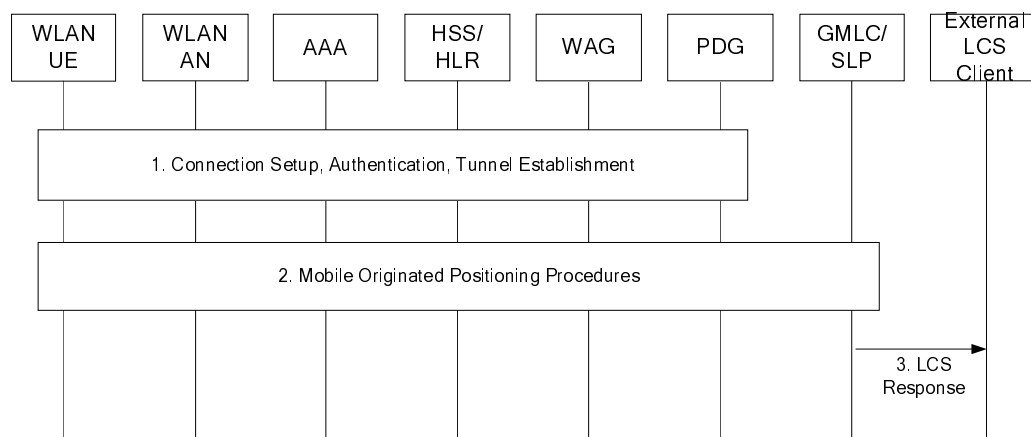 WLAN
UE
WLAN
AN
AAA
HSS/
HLR
WAG
PDG
GMLC/
SLP
External
LCS
Client
1. Connection Setup, Authentication, Tunnel Establishment
2. Mobile Originated Positioning Procedures
3. LCS
Response